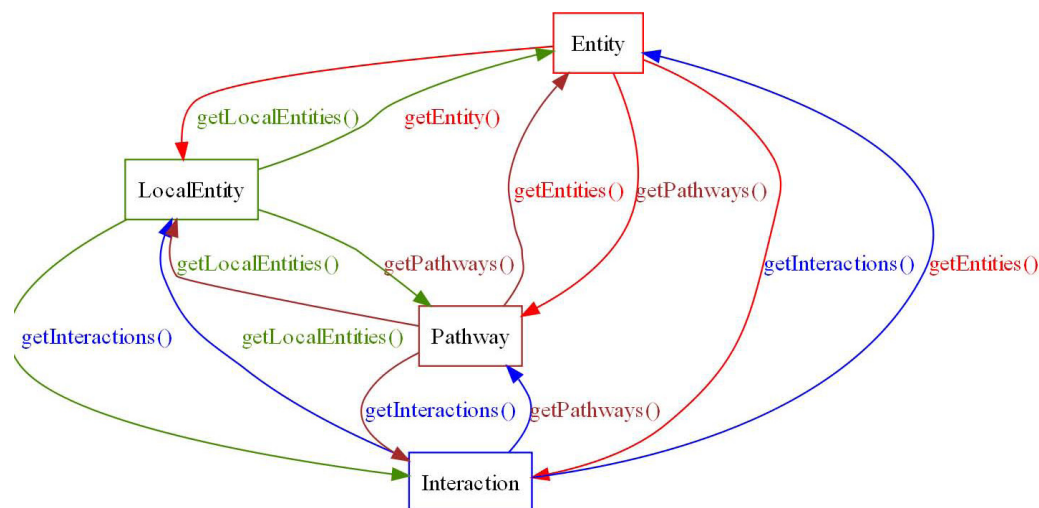 Entity
getLocalEntities()
getEntity()
LocalEntity
getEntities()
getPathways()
getLocalEntities()
getPathways()
getInteractions()
getEntities()
getInteractions()
getLocalEntities()
Pathway
getInteractions()
getPathways()
Interaction